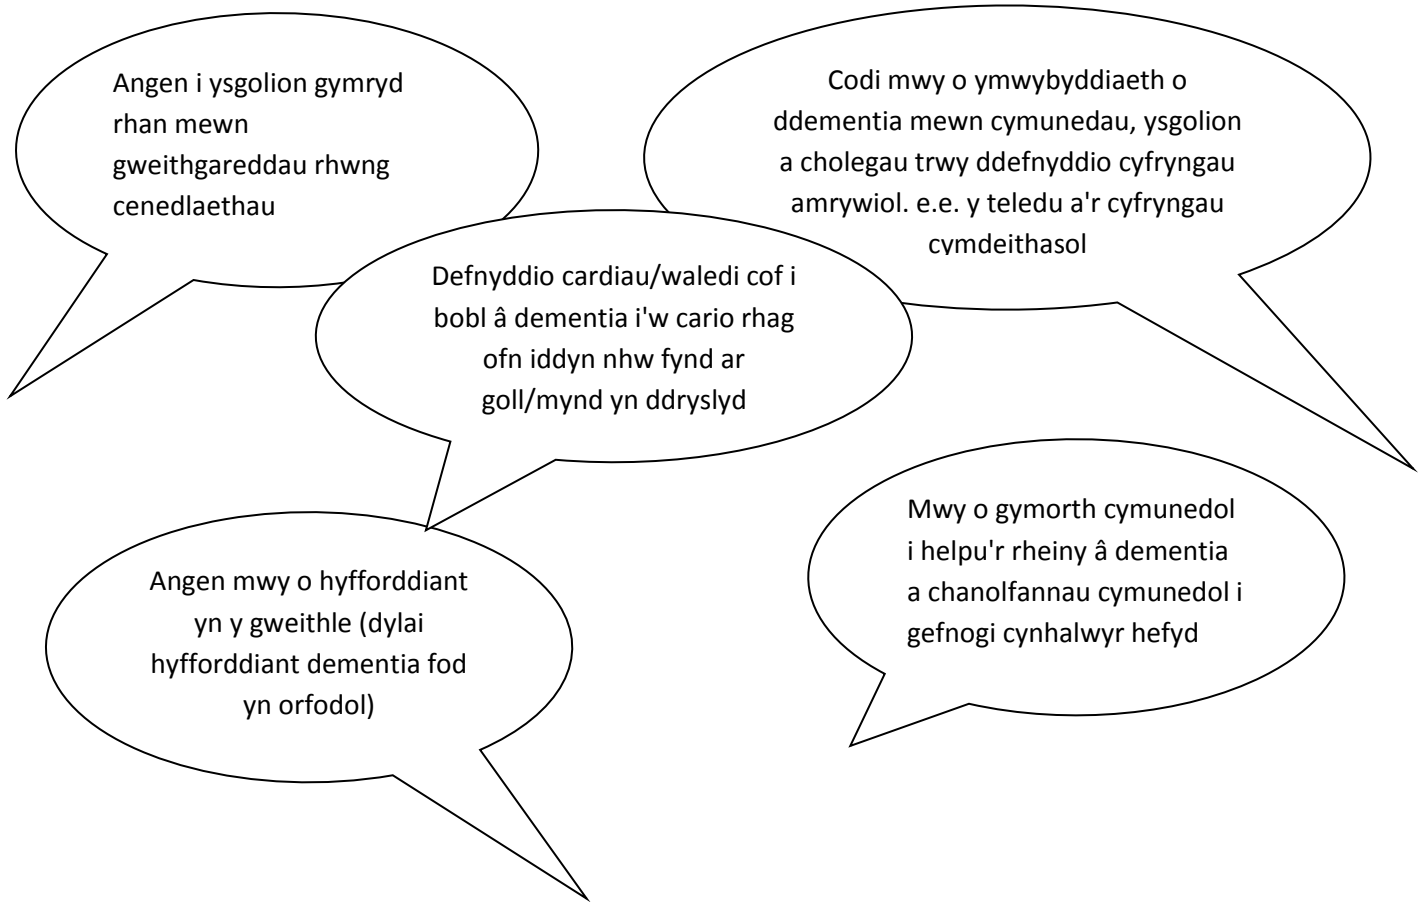 Angen i ysgolion gymryd
rhan mewn
gweithgareddau rhwng
cenedlaethau
Codi mwy o ymwybyddiaeth o
ddementia mewn cymunedau, ysgolion
a cholegau trwy ddefnyddio cyfryngau
amrywiol. e.e. y teledu a'r cyfryngau
cymdeithasol
Defnyddio cardiau/waledi cof i
bobl â dementia i'w cario rhag
ofn iddyn nhw fynd ar
goll/mynd yn ddryslyd
Mwy o gymorth cymunedol
i helpu'r rheiny â dementia
a chanolfannau cymunedol i
gefnogi cynhalwyr hefyd
Angen mwy o hyfforddiant
yn y gweithle (dylai
hyfforddiant dementia fod
yn orfodol)